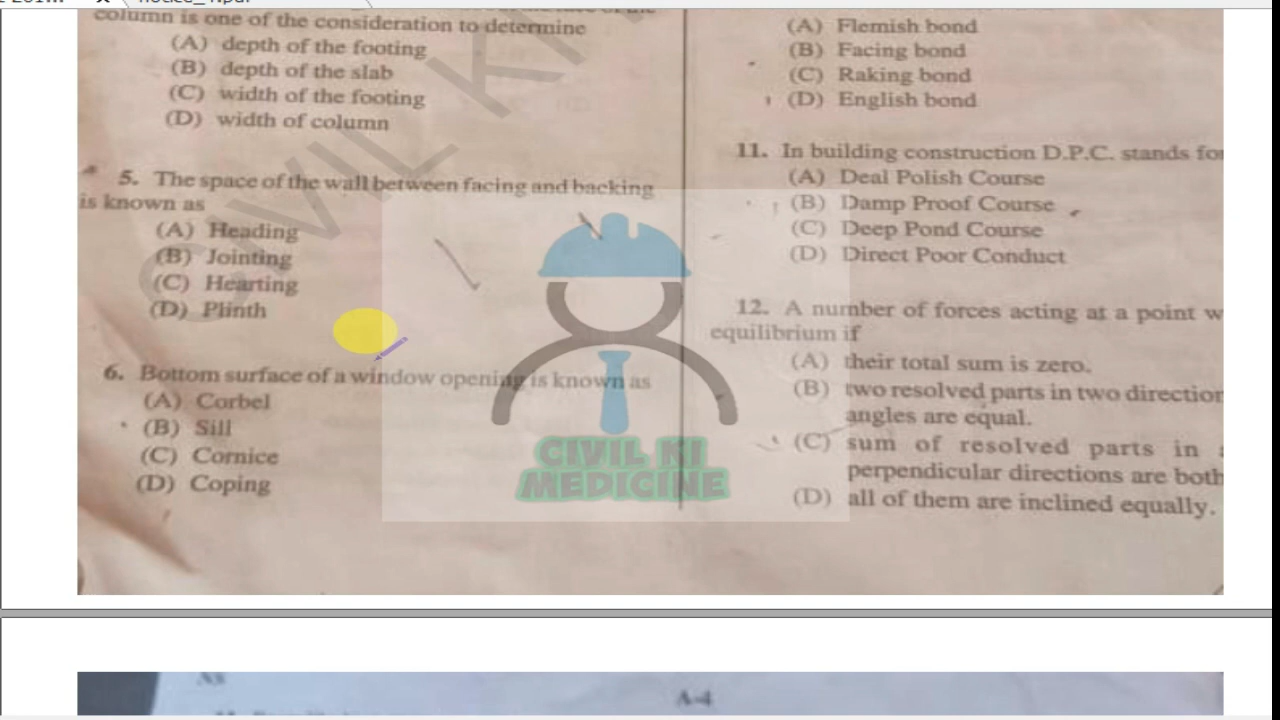 notice_4.pdf
column is one of the consideration to determine
(A) depth of the footing
(B) depth of the slab
(C) width of the footing
(D) width of column
5. The space of the wall between facing and backing
is known as
(A) Heading
(B) Jointing
(C) Hearting
(D) Plinth
6. Bottom surface of a window opening is known as
(A) Corbel
(B) Sill
(C) Cornice
(D) Coping
(A) Flemish bond
(B) Facing bond
(C) Raking bond
(D) English bond
11. In building construction D.P.C. stands for
(A) Deal Polish Course
(B) Damp Proof Course
(C) Deep Pond Course
(D) Direct Poor Conduct
12. A number of forces acting at a point w
equilibrium if
(A) their total sum is zero.
(B) two resolved parts in two direction
angles are equal.
(C) sum of resolved parts in
perpendicular directions are both
(D) all of them are inclined equally.
CIVIL KI
CIVIL KI
MEDICINE
A-4